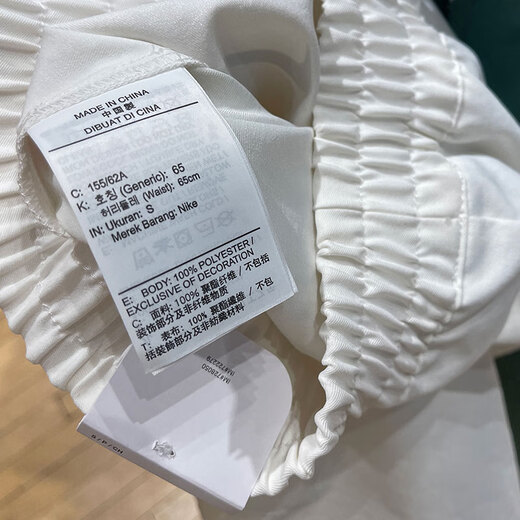 MADE IN CHINA
中国製
DIBUAT DI CINA
C: 155/62A
K: 호칭 (Generic): 65
허리둘레 (Waist): 65cm
IN: Ukuran: S
Merek Barang: Nike
E: BODY: 100% POLYESTER /
EXCLUSIVE OF DECORATION
C: 面料: 100% 聚酯纤维 / 不包括
装饰部分及非纤维物质
T: 表布: 100% 聚酯纖維 / 不包
括裝飾部分及非紡織材料
S/P/CH